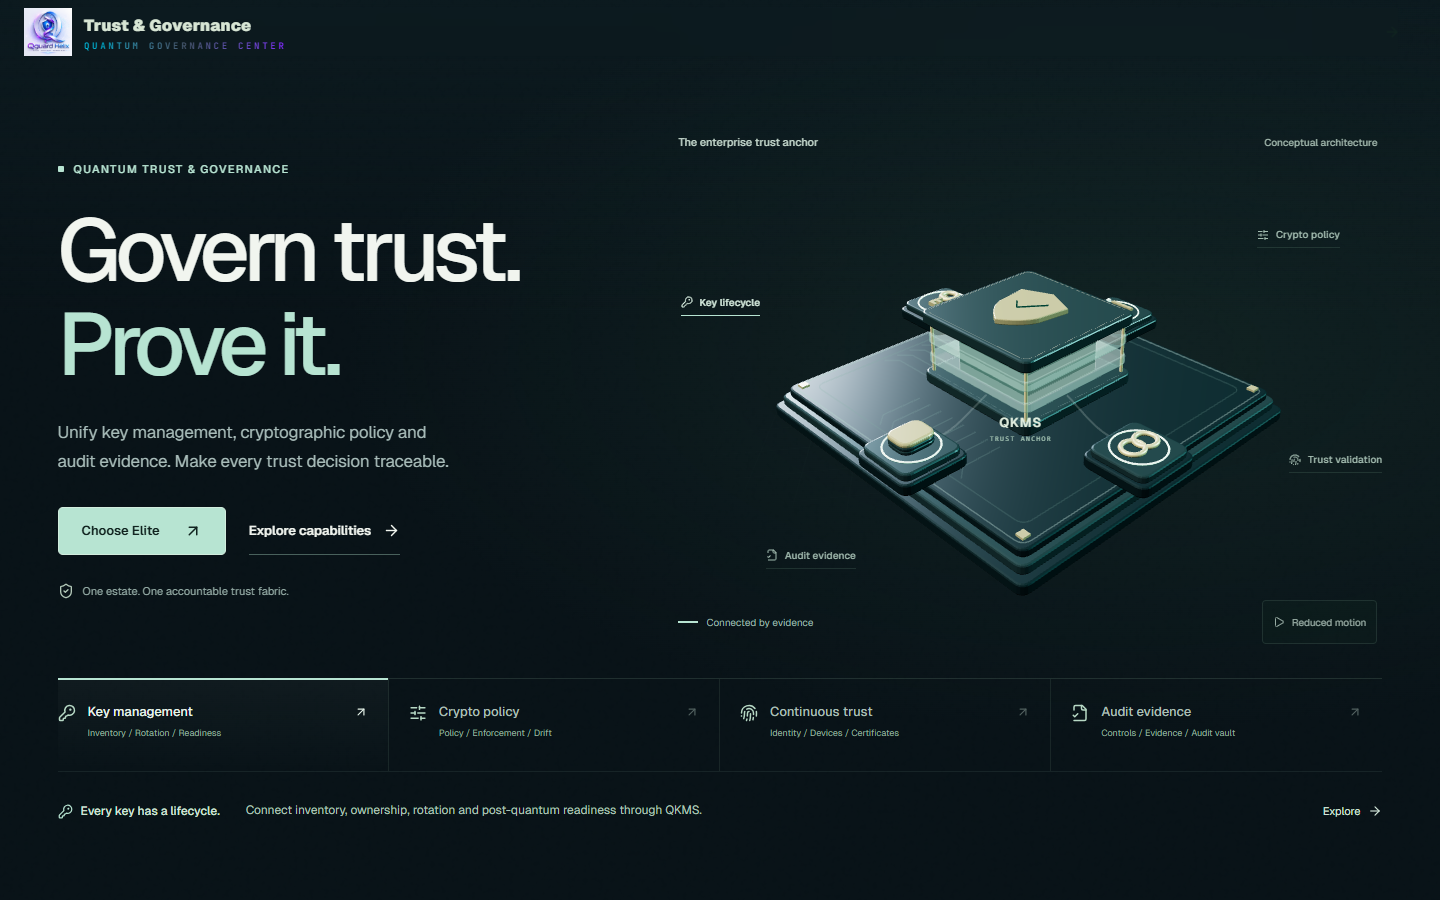 Qguard Helix
Trust & Governance
QUANTUM GOVERNANCE CENTER
QUANTUM TRUST & GOVERNANCE
Govern trust.
Prove it.
Unify key management, cryptographic policy and
audit evidence. Make every trust decision traceable.
Choose Elite
Explore capabilities
One estate. One accountable trust fabric.
The enterprise trust anchor
Conceptual architecture
Crypto policy
Key lifecycle
QKMS
TRUST ANCHOR
Trust validation
Audit evidence
Connected by evidence
Reduced motion
Key management
Inventory / Rotation / Readiness
Crypto policy
Policy / Enforcement / Drift
Continuous trust
Identity / Devices / Certificates
Audit evidence
Controls / Evidence / Audit vault
Every key has a lifecycle.
Connect inventory, ownership, rotation and post-quantum readiness through QKMS.
Explore